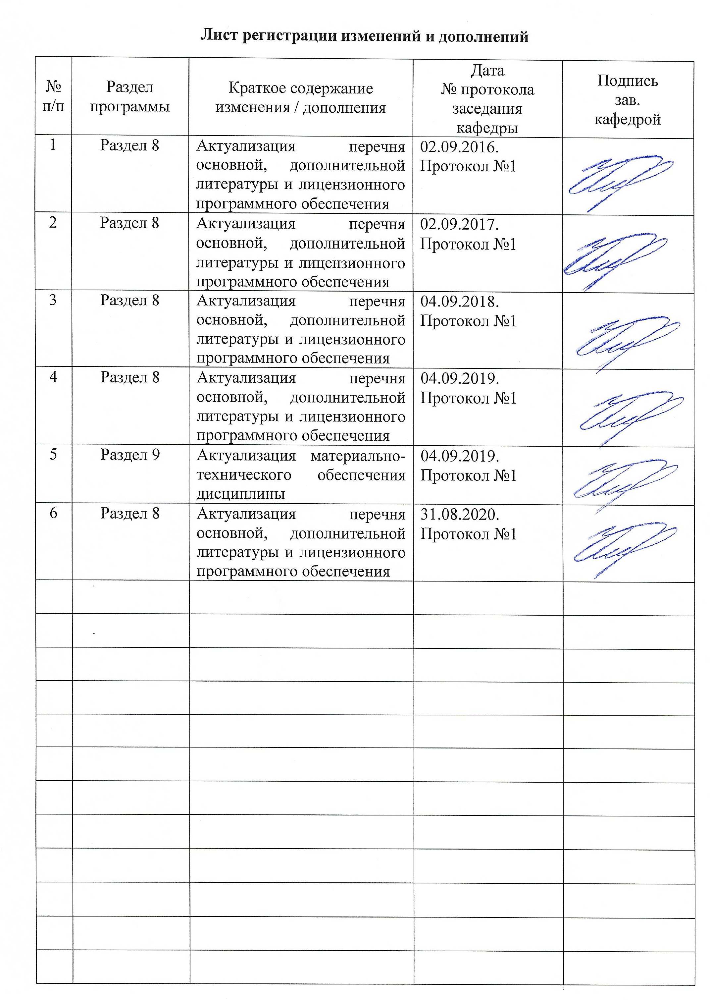 Лист регистрации изменений и дополнений
№
п/п
Раздел
программы
Краткое содержание
изменения / дополнения
Дата
№ протокола
заседания
кафедры
Подпись
зав.
кафедрой
1
Раздел 8
Актуализация перечня
основной, дополнительной
литературы и лицензионного
программного обеспечения
02.09.2016.
Протокол №1
2
Раздел 8
Актуализация перечня
основной, дополнительной
литературы и лицензионного
программного обеспечения
02.09.2017.
Протокол №1
3
Раздел 8
Актуализация перечня
основной, дополнительной
литературы и лицензионного
программного обеспечения
04.09.2018.
Протокол №1
4
Раздел 8
Актуализация перечня
основной, дополнительной
литературы и лицензионного
программного обеспечения
04.09.2019.
Протокол №1
5
Раздел 9
Актуализация материально-
технического обеспечения
дисциплины
04.09.2019.
Протокол №1
6
Раздел 8
Актуализация перечня
основной, дополнительной
литературы и лицензионного
программного обеспечения
31.08.2020.
Протокол №1